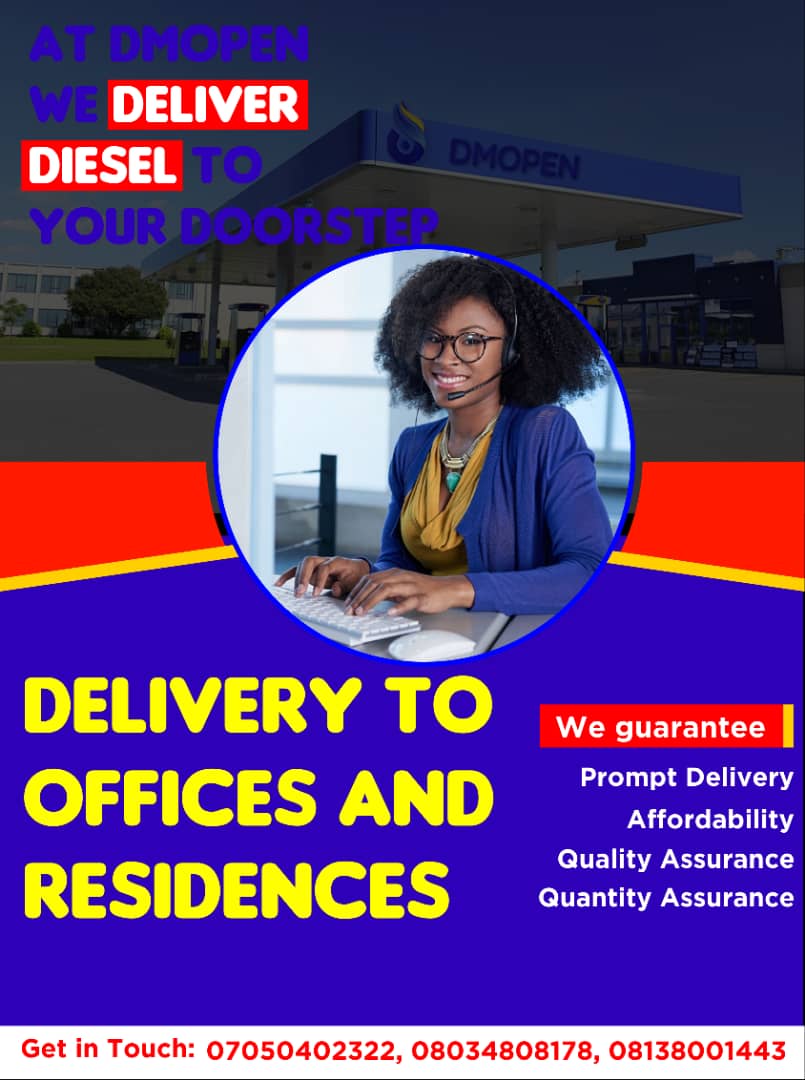 AT DMOPEN
WE DELIVER
DIESEL TO
YOUR DOORSTEP
DMOPEN
DELIVERY TO
OFFICES AND
RESIDENCES
We guarantee
Prompt Delivery
Affordability
Quality Assurance
Quantity Assurance
Get in Touch: 07050402322, 08034808178, 08138001443